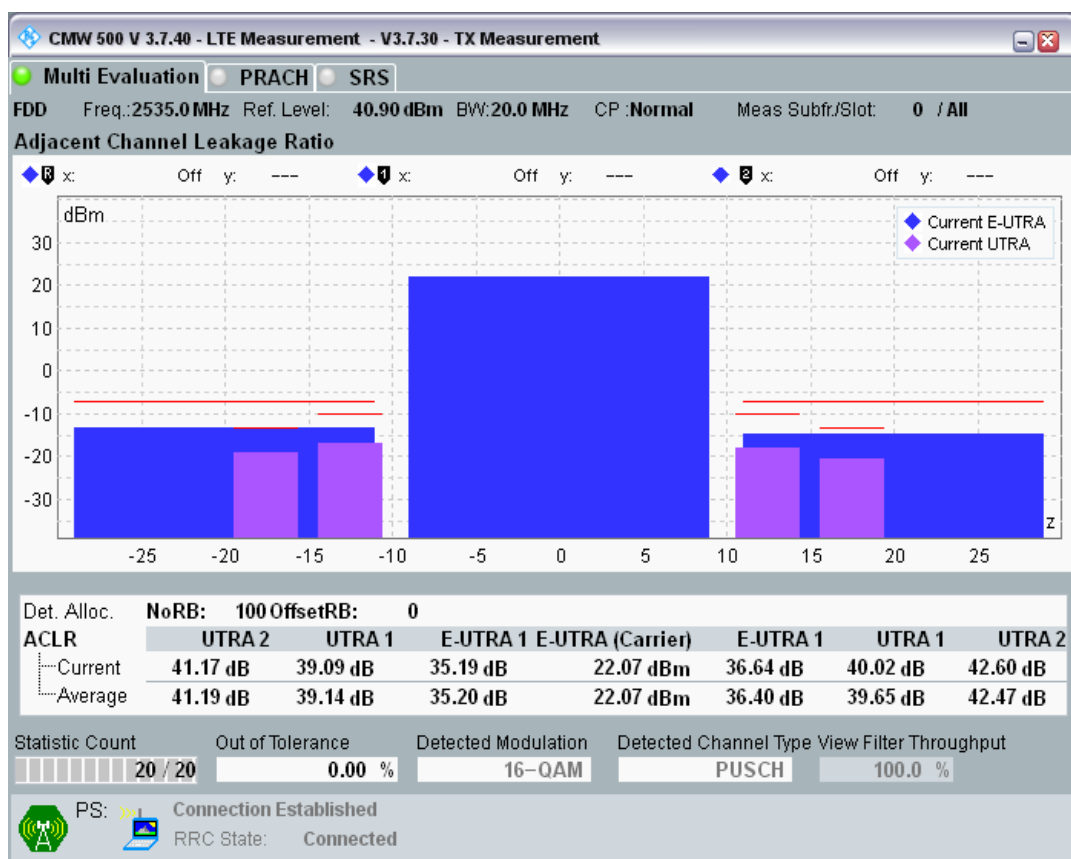 CMW 500 V 3.7.40 - LTE Measurement - V3.7.30 - TX Measurement
Multi Evaluation PRACH SRS
FDD Freq.:2535.0 MHz Ref. Level: 40.90 dBm BW:20.0 MHz CP :Normal Meas Subfr./Slot: 0 / All
Adjacent Channel Leakage Ratio
R x: Off y: --- 1 x: Off y: --- 2 x: Off y: ---
dBm
Current E-UTRA
Current UTRA
30
20
10
0
-10
-20
-30
z
-25 -20 -15 -10 -5 0 5 10 15 20 25
Det. Alloc. NoRB: 100 OffsetRB: 0
ACLR UTRA 2 UTRA 1 E-UTRA 1 E-UTRA (Carrier) E-UTRA 1 UTRA 1 UTRA 2
Current 41.17 dB 39.09 dB 35.19 dB 22.07 dBm 36.64 dB 40.02 dB 42.60 dB
Average 41.19 dB 39.14 dB 35.20 dB 22.07 dBm 36.40 dB 39.65 dB 42.47 dB
Statistic Count Out of Tolerance Detected Modulation Detected Channel Type View Filter Throughput
20 / 20 0.00 % 16-QAM PUSCH 100.0 %
PS: Connection Established
RRC State: Connected